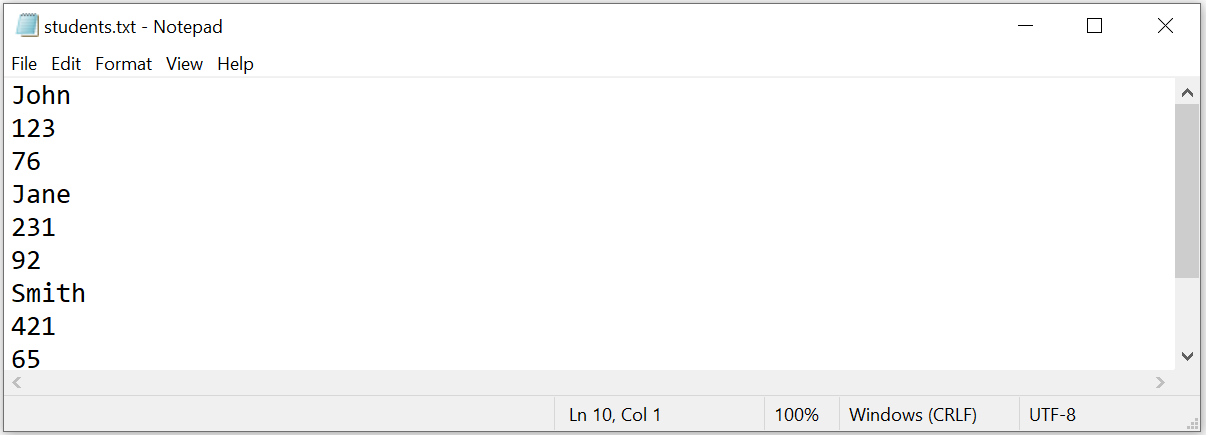 students.txt - Notepad
File Edit Format View Help
John
123
76
Jane
231
92
Smith
421
65
Ln 10, Col 1 100% Windows (CRLF) UTF-8